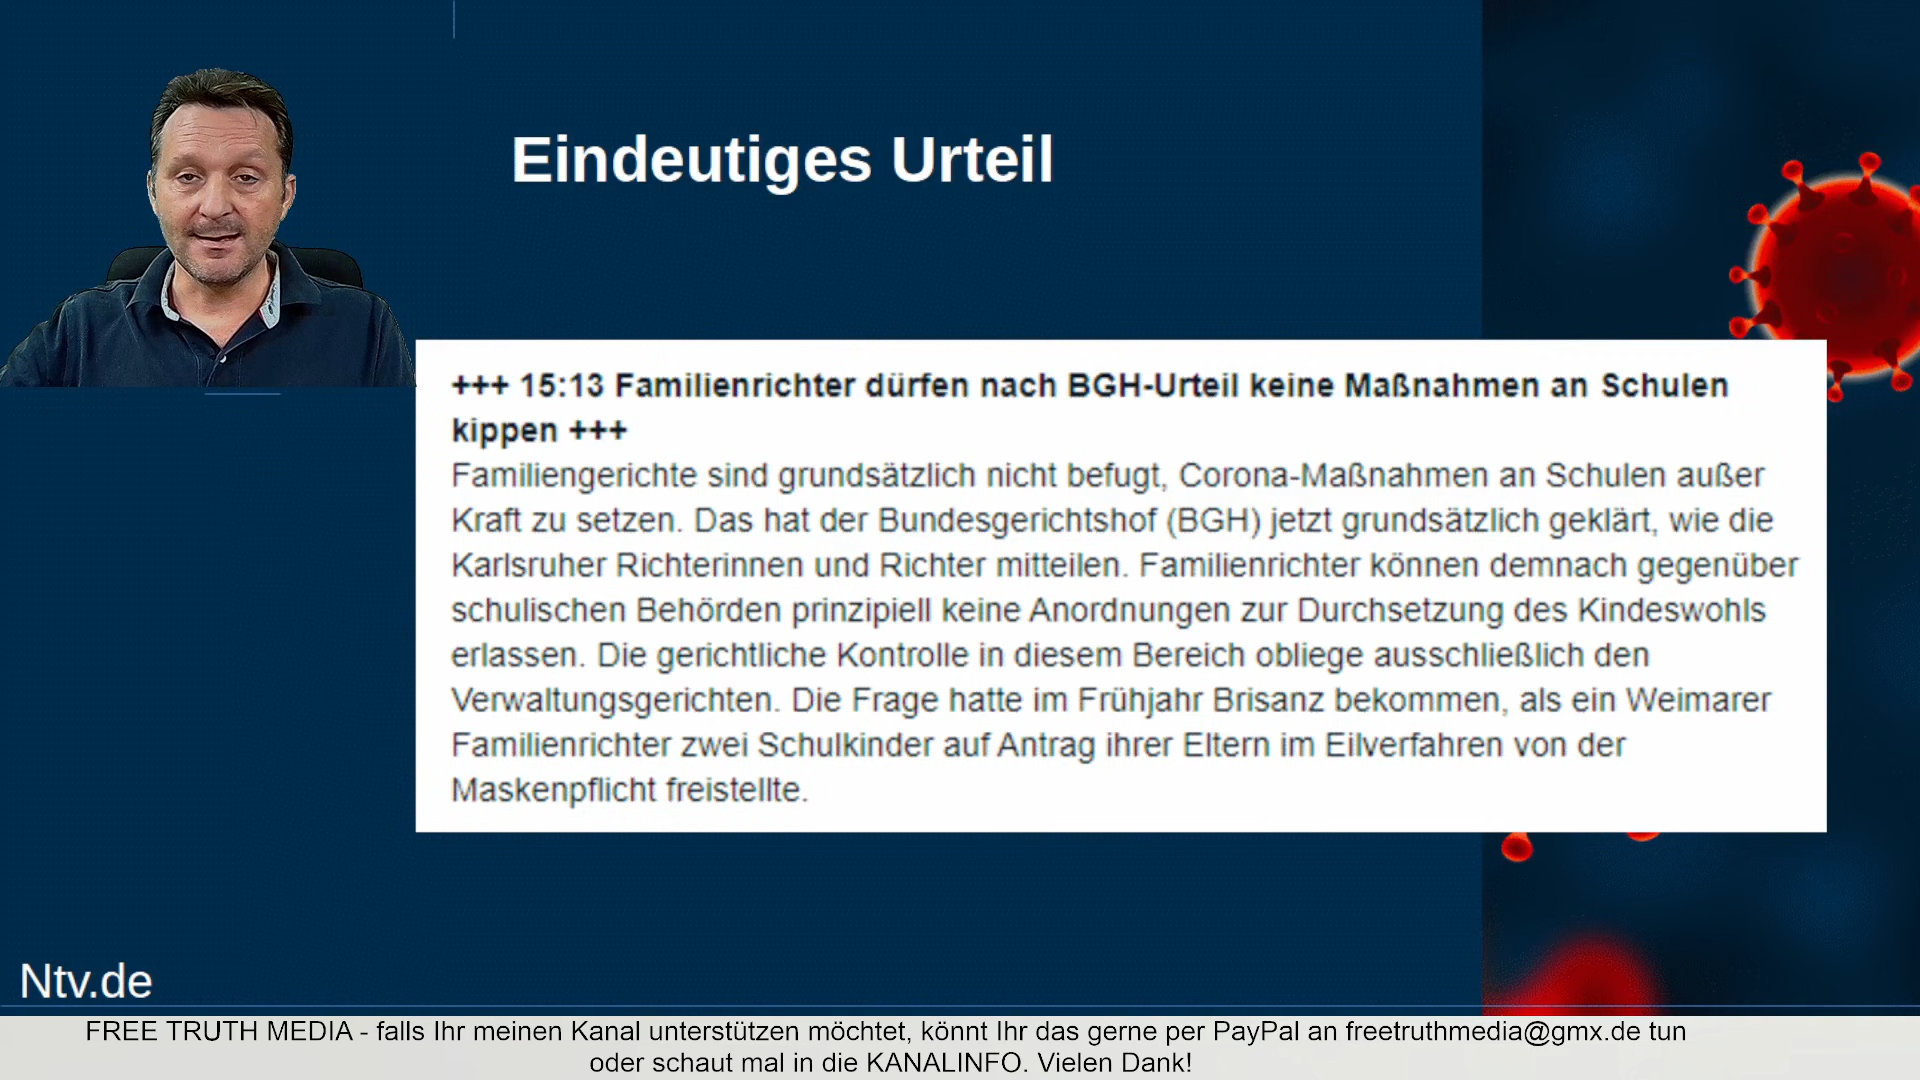 Eindeutiges Urteil
+++ 15:13 Familienrichter dürfen nach BGH-Urteil keine Maßnahmen an Schulen
kippen +++
Familiengerichte sind grundsätzlich nicht befugt, Corona-Maßnahmen an Schulen außer
Kraft zu setzen. Das hat der Bundesgerichtshof (BGH) jetzt grundsätzlich geklärt, wie die
Karlsruher Richterinnen und Richter mitteilen. Familienrichter können demnach gegenüber
schulischen Behörden prinzipiell keine Anordnungen zur Durchsetzung des Kindeswohls
erlassen. Die gerichtliche Kontrolle in diesem Bereich obliege ausschließlich den
Verwaltungsgerichten. Die Frage hatte im Frühjahr Brisanz bekommen, als ein Weimarer
Familienrichter zwei Schulkinder auf Antrag ihrer Eltern im Eilverfahren von der
Maskenpflicht freistellte.
Ntv.de
FREE TRUTH MEDIA - falls Ihr meinen Kanal unterstützen möchtet, könnt Ihr das gerne per PayPal an freetruthmedia@gmx.de tun
oder schaut mal in die KANALINFO. Vielen Dank!